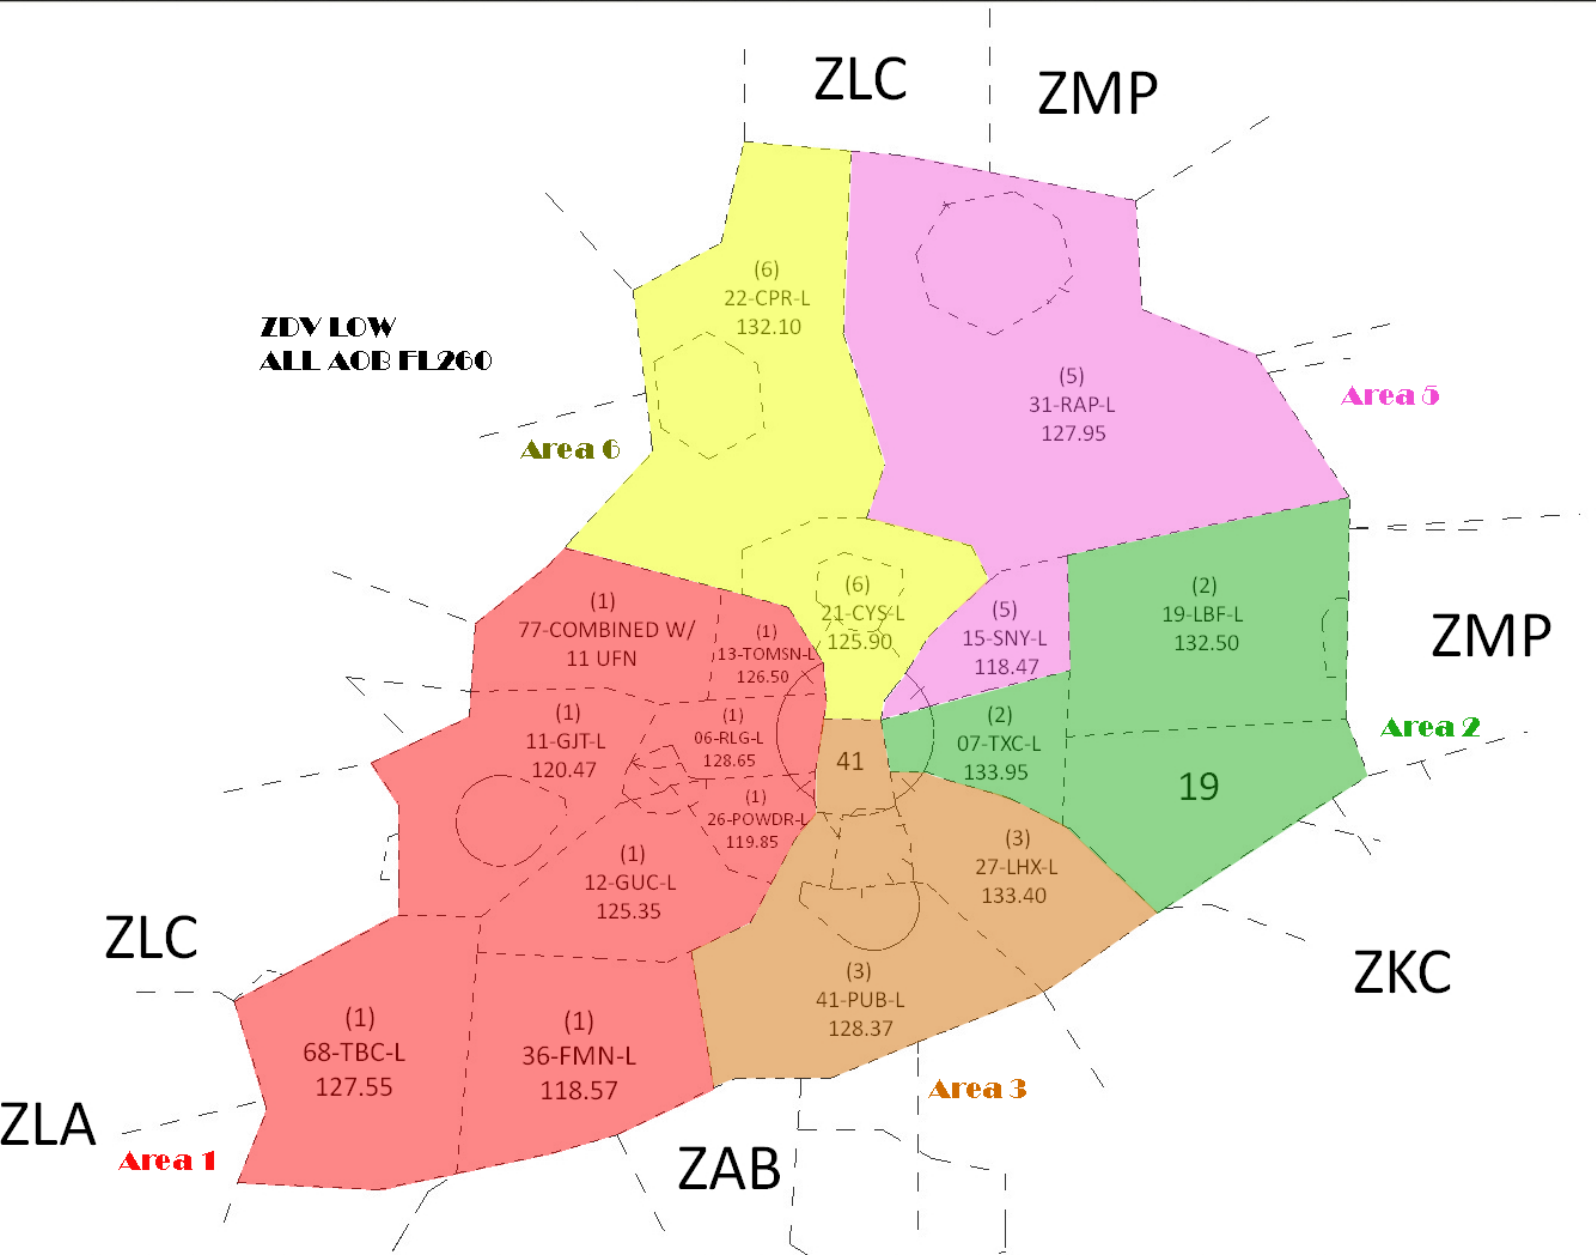 ZLC
ZMP
(6)
22-CPR-L
132.10
ZDV LOW
ALL AOB FL260
(5)
31-RAP-L
127.95
Area 5
Area 6
(6)
21-CYS-L
125.90
(2)
19-LBF-L
132.50
(5)
15-SNY-L
118.47
(1)
77-COMBINED W/
11 UFN
(1)
13-TOMSN-L
126.50
ZMP
(1)
11-GJT-L
120.47
(1)
06-RLG-L
128.65
(2)
07-TXC-L
133.95
Area 2
41
19
(1)
26-POWDR-L
119.85
(1)
12-GUC-L
125.35
(3)
27-LHX-L
133.40
ZLC
ZKC
(3)
41-PUB-L
128.37
(1)
68-TBC-L
127.55
(1)
36-FMN-L
118.57
Area 3
ZLA
Area 1
ZAB